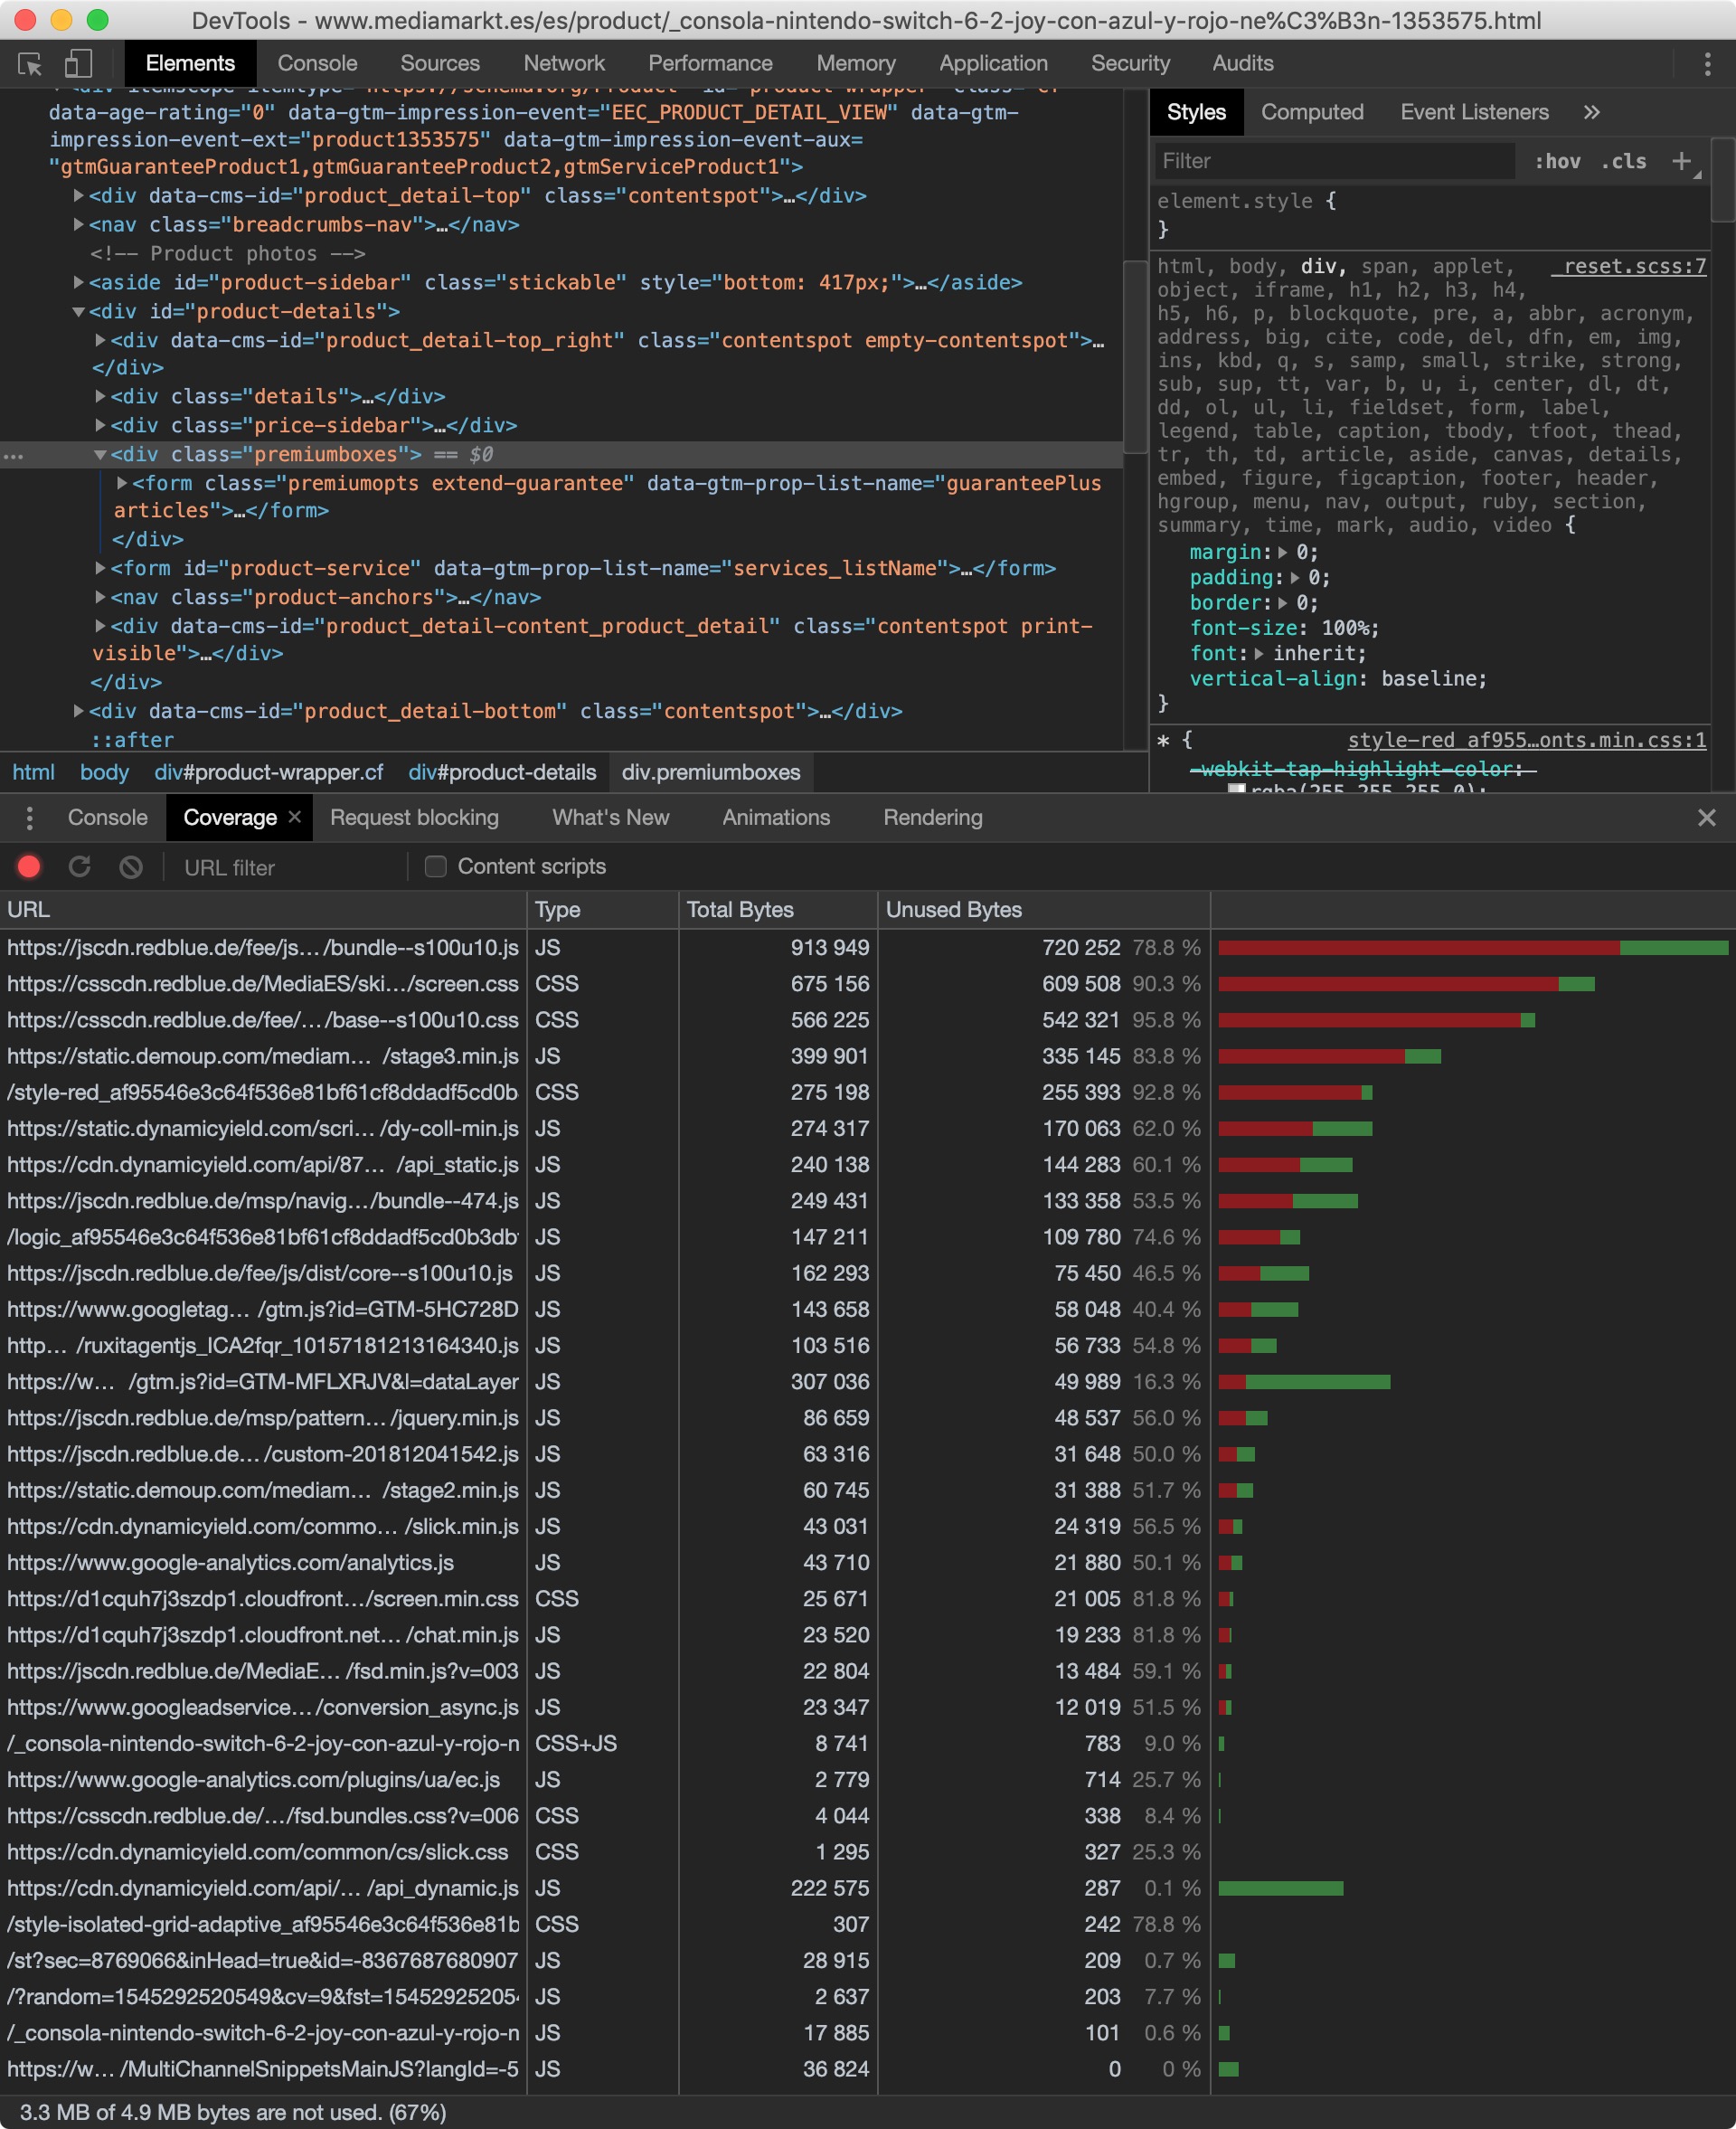 DevTools - www.mediamarkt.es/es/product/_consola-nintendo-switch-6-2-joy-con-azul-y-rojo-ne%C3%B3n-1353575.html
Elements Console Sources Network Performance Memory Application Security Audits
<div itemscope itemtype="https://schema.org/Product" id="product-wrapper" class="cf"
data-age-rating="0" data-gtm-impression-event="EEC_PRODUCT_DETAIL_VIEW" data-gtm-
impression-event-ext="product1353575" data-gtm-impression-event-aux=
"gtmGuaranteeProduct1,gtmGuaranteeProduct2,gtmServiceProduct1">
<div data-cms-id="product_detail-top" class="contentspot">…</div>
<nav class="breadcrumbs-nav">…</nav>
<!-- Product photos -->
<aside id="product-sidebar" class="stickable" style="bottom: 417px;">…</aside>
<div id="product-details">
<div data-cms-id="product_detail-top_right" class="contentspot empty-contentspot">…
</div>
<div class="details">…</div>
<div class="price-sidebar">…</div>
… <div class="premiumboxes"> == $0
<form class="premiumopts extend-guarantee" data-gtm-prop-list-name="guaranteePlus
articles">…</form>
</div>
<form id="product-service" data-gtm-prop-list-name="services_listName">…</form>
<nav class="product-anchors">…</nav>
<div data-cms-id="product_detail-content_product_detail" class="contentspot print-
visible">…</div>
</div>
<div data-cms-id="product_detail-bottom" class="contentspot">…</div>
::after
html body div#product-wrapper.cf div#product-details div.premiumboxes
Styles Computed Event Listeners »
Filter :hov .cls +
element.style {
}
html, body, div, span, applet, _reset.scss:7
object, iframe, h1, h2, h3, h4,
h5, h6, p, blockquote, pre, a, abbr, acronym,
address, big, cite, code, del, dfn, em, img,
ins, kbd, q, s, samp, small, strike, strong,
sub, sup, tt, var, b, u, i, center, dl, dt,
dd, ol, ul, li, fieldset, form, label,
legend, table, caption, tbody, tfoot, thead,
tr, th, td, article, aside, canvas, details,
embed, figure, figcaption, footer, header,
hgroup, menu, nav, output, ruby, section,
summary, time, mark, audio, video {
margin: 0;
padding: 0;
border: 0;
font-size: 100%;
font: inherit;
vertical-align: baseline;
}
* { style-red_af955…onts.min.css:1
-webkit-tap-highlight-color:
rgba(255,255,255,0);
Console Coverage × Request blocking What's New Animations Rendering ×
URL filter Content scripts
URL Type Total Bytes Unused Bytes
https://jscdn.redblue.de/fee/js…/bundle--s100u10.js JS 913 949 720 252 78.8 %
https://csscdn.redblue.de/MediaES/ski…/screen.css CSS 675 156 609 508 90.3 %
https://csscdn.redblue.de/fee/…/base--s100u10.css CSS 566 225 542 321 95.8 %
https://static.demoup.com/mediam… /stage3.min.js JS 399 901 335 145 83.8 %
/style-red_af95546e3c64f536e81bf61cf8ddadf5cd0b CSS 275 198 255 393 92.8 %
https://static.dynamicyield.com/scri… /dy-coll-min.js JS 274 317 170 063 62.0 %
https://cdn.dynamicyield.com/api/87… /api_static.js JS 240 138 144 283 60.1 %
https://jscdn.redblue.de/msp/navig…/bundle--474.js JS 249 431 133 358 53.5 %
/logic_af95546e3c64f536e81bf61cf8ddadf5cd0b3db JS 147 211 109 780 74.6 %
https://jscdn.redblue.de/fee/js/dist/core--s100u10.js JS 162 293 75 450 46.5 %
https://www.googletag… /gtm.js?id=GTM-5HC728D JS 143 658 58 048 40.4 %
http… /ruxitagentjs_ICA2fqr_10157181213164340.js JS 103 516 56 733 54.8 %
https://w… /gtm.js?id=GTM-MFLXRJV&l=dataLayer JS 307 036 49 989 16.3 %
https://jscdn.redblue.de/msp/pattern… /jquery.min.js JS 86 659 48 537 56.0 %
https://jscdn.redblue.de…/custom-201812041542.js JS 63 316 31 648 50.0 %
https://static.demoup.com/mediam… /stage2.min.js JS 60 745 31 388 51.7 %
https://cdn.dynamicyield.com/commo… /slick.min.js JS 43 031 24 319 56.5 %
https://www.google-analytics.com/analytics.js JS 43 710 21 880 50.1 %
https://d1cquh7j3szdp1.cloudfront…/screen.min.css CSS 25 671 21 005 81.8 %
https://d1cquh7j3szdp1.cloudfront.net… /chat.min.js JS 23 520 19 233 81.8 %
https://jscdn.redblue.de/MediaE… /fsd.min.js?v=003 JS 22 804 13 484 59.1 %
https://www.googleadservice…/conversion_async.js JS 23 347 12 019 51.5 %
/_consola-nintendo-switch-6-2-joy-con-azul-y-rojo-n CSS+JS 8 741 783 9.0 %
https://www.google-analytics.com/plugins/ua/ec.js JS 2 779 714 25.7 %
https://csscdn.redblue.de/…/fsd.bundles.css?v=006 CSS 4 044 338 8.4 %
https://cdn.dynamicyield.com/common/cs/slick.css CSS 1 295 327 25.3 %
https://cdn.dynamicyield.com/api/… /api_dynamic.js JS 222 575 287 0.1 %
/style-isolated-grid-adaptive_af95546e3c64f536e81b CSS 307 242 78.8 %
/st?sec=8769066&inHead=true&id=-8367687680907 JS 28 915 209 0.7 %
/?random=1545292520549&cv=9&fst=154529252054 JS 2 637 203 7.7 %
/_consola-nintendo-switch-6-2-joy-con-azul-y-rojo-n JS 17 885 101 0.6 %
https://w… /MultiChannelSnippetsMainJS?langId=-5 JS 36 824 0 0 %
3.3 MB of 4.9 MB bytes are not used. (67%)